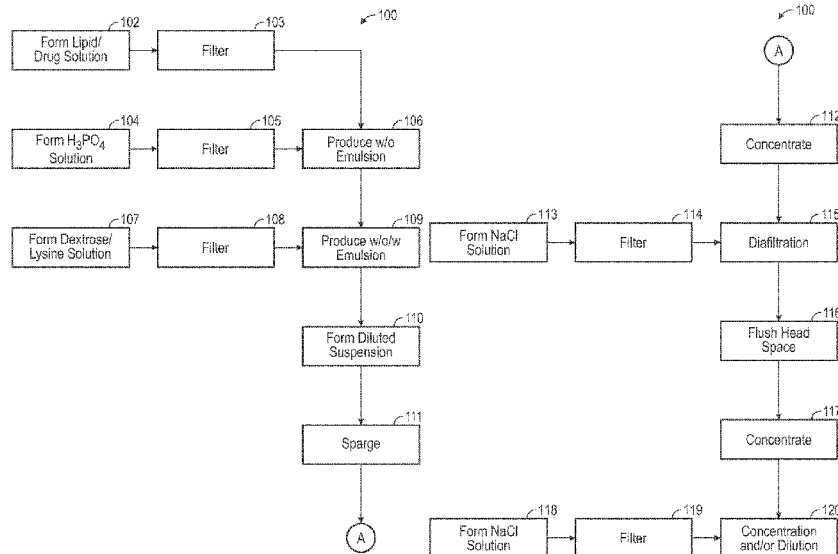 100
102
Form Lipid/
Drug Solution
103
Filter
104
Form H₃PO₄
Solution
105
Filter
106
Produce w/o
Emulsion
107
Form Dextrose/
Lysine Solution
108
Filter
109
Produce w/o/w
Emulsion
110
Form Diluted
Suspension
111
Sparge
A
100
A
112
Concentrate
113
Form NaCl
Solution
114
Filter
115
Diafiltration
116
Flush Head
Space
117
Concentrate
118
Form NaCl
Solution
119
Filter
120
Concentration
and/or Dilution